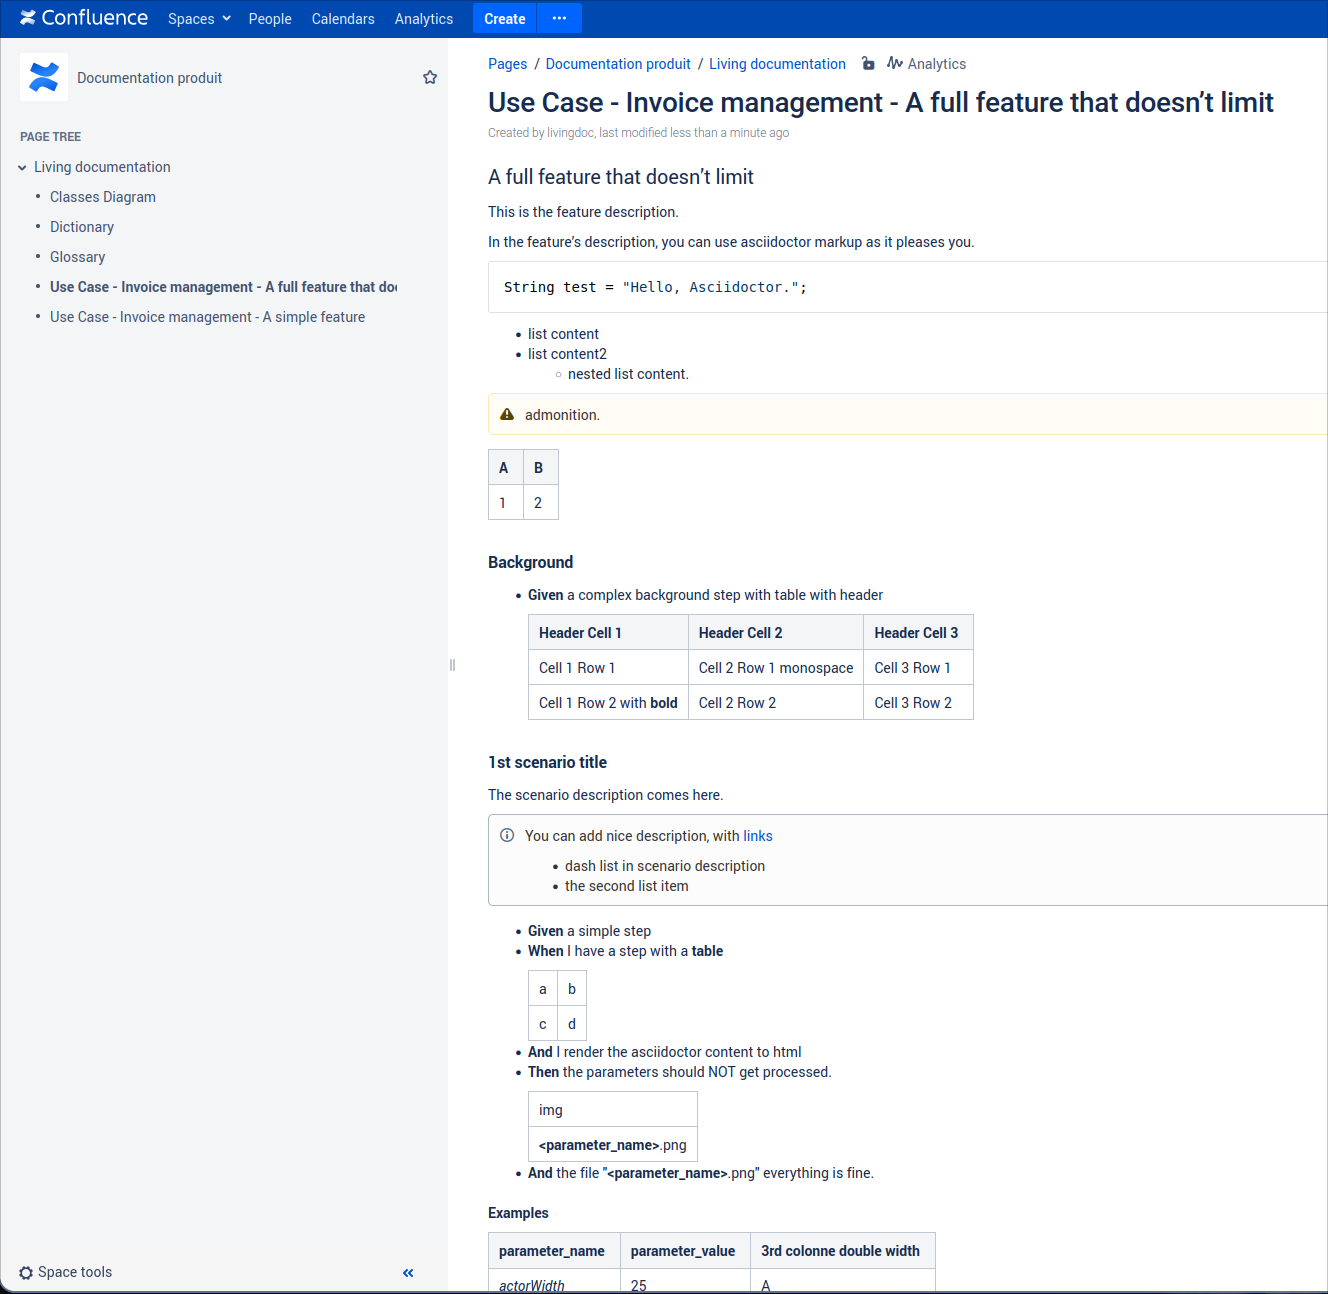 Confluence Spaces People Calendars Analytics Create ...
Documentation produit
PAGE TREE
Living documentation
• Classes Diagram
• Dictionary
• Glossary
• Use Case - Invoice management - A full feature that do
• Use Case - Invoice management - A simple feature
Space tools
Pages / Documentation produit / Living documentation Analytics
Use Case - Invoice management - A full feature that doesn’t limit
Created by livingdoc, last modified less than a minute ago
A full feature that doesn’t limit
This is the feature description.
In the feature’s description, you can use asciidoctor markup as it pleases you.
String test = "Hello, Asciidoctor.";
• list content
• list content2
○ nested list content.
admonition.
A B
1 2
Background
• Given a complex background step with table with header
Header Cell 1 Header Cell 2 Header Cell 3
Cell 1 Row 1 Cell 2 Row 1 monospace Cell 3 Row 1
Cell 1 Row 2 with bold Cell 2 Row 2 Cell 3 Row 2
1st scenario title
The scenario description comes here.
You can add nice description, with links
• dash list in scenario description
• the second list item
• Given a simple step
• When I have a step with a table
a b
c d
• And I render the asciidoctor content to html
• Then the parameters should NOT get processed.
img
<parameter_name>.png
• And the file "<parameter_name>.png" everything is fine.
Examples
parameter_name parameter_value 3rd colonne double width
actorWidth 25 A